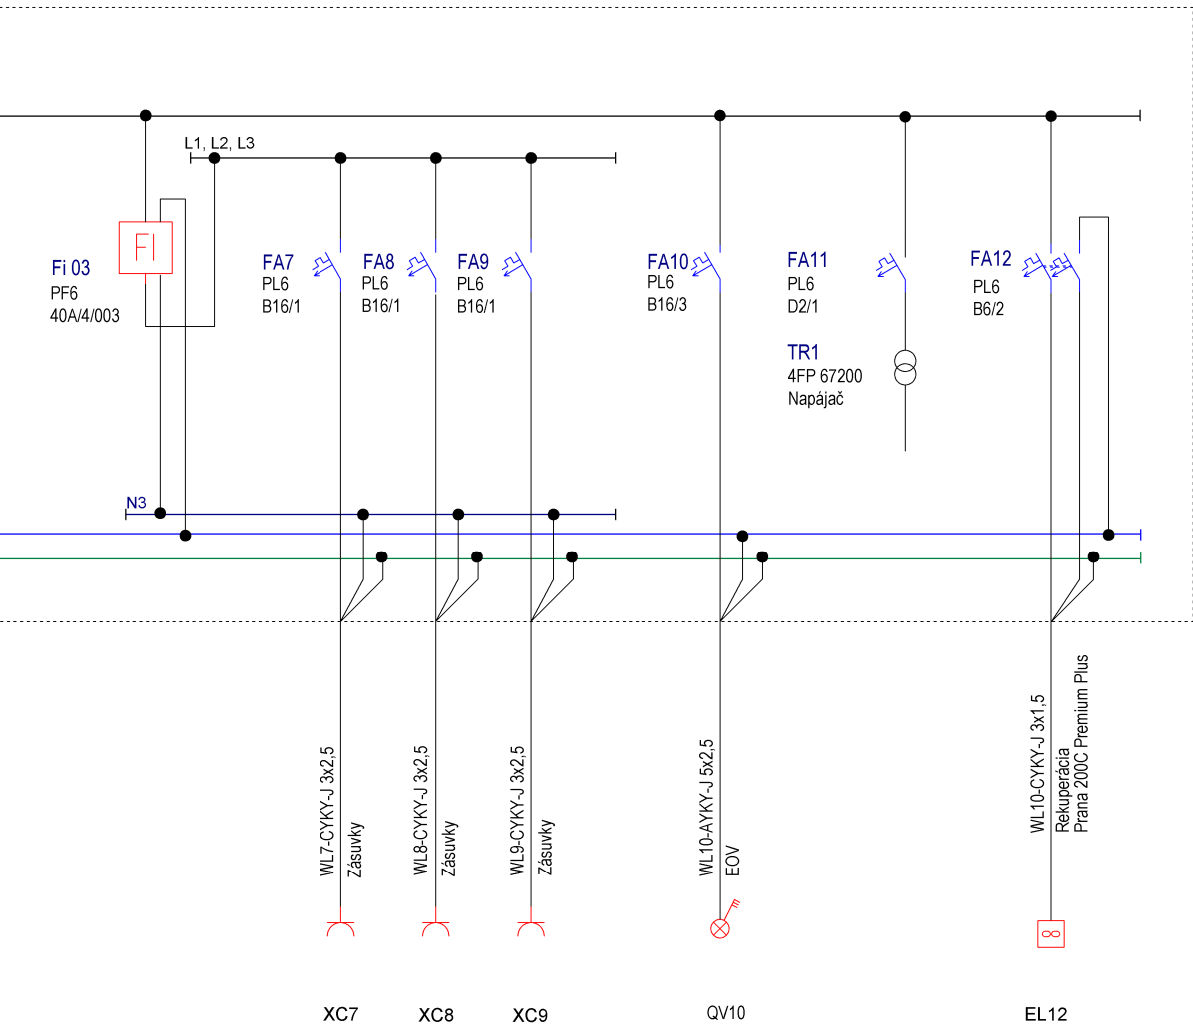 L1, L2, L3
FI
Fi 03
PF6
40A/4/003
FA7
PL6
B16/1
FA8
PL6
B16/1
FA9
PL6
B16/1
FA10
PL6
B16/3
FA11
PL6
D2/1
TR1
4FP 67200
Napájač
FA12
PL6
B6/2
N3
WL7-CYKY-J 3x2,5
Zásuvky
WL8-CYKY-J 3x2,5
Zásuvky
WL9-CYKY-J 3x2,5
Zásuvky
WL10-AYKY-J 5x2,5
EOV
WL10-CYKY-J 3x1,5
Rekuperácia
Prana 200C Premium Plus
XC7
XC8
XC9
QV10
EL12